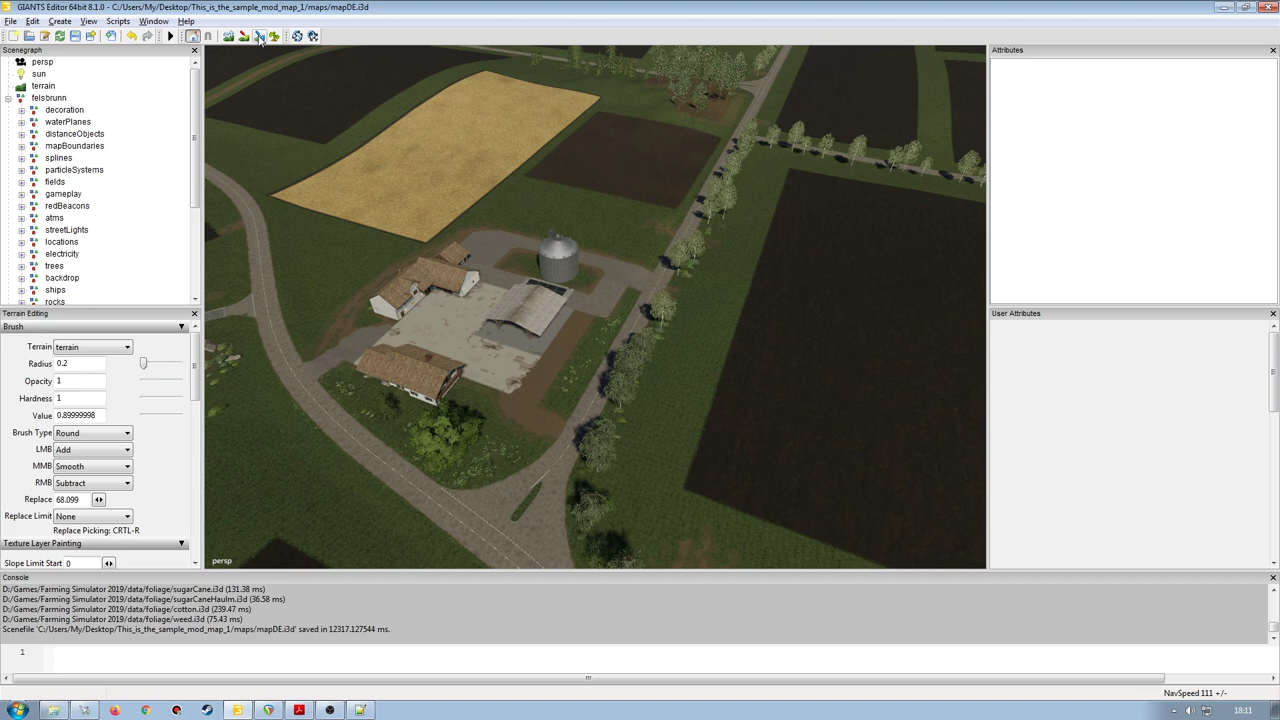 GIANTS Editor 64bit 8.1.0 - C:/Users/My/Desktop/This_is_the_sample_mod_map_1/maps/mapDE.i3d
File Edit Create View Scripts Window Help
Scenegraph
persp
sun
terrain
felsbrunn
decoration
waterPlanes
distanceObjects
mapBoundaries
splines
particleSystems
fields
gameplay
redBeacons
atms
streetLights
locations
electricity
trees
backdrop
ships
rocks
Terrain Editing
Brush
Terrain terrain
Radius 0.2
Opacity 1
Hardness 1
Value 0.89999998
Brush Type Round
LMB Add
MMB Smooth
RMB Subtract
Replace 68.099
Replace Limit None
Replace Picking: CRTL-R
Texture Layer Painting
Slope Limit Start 0
persp
Attributes
User Attributes
Console
D:/Games/Farming Simulator 2019/data/foliage/sugarCane.i3d (131.38 ms)
D:/Games/Farming Simulator 2019/data/foliage/sugarCaneHaulm.i3d (36.58 ms)
D:/Games/Farming Simulator 2019/data/foliage/cotton.i3d (239.47 ms)
D:/Games/Farming Simulator 2019/data/foliage/weed.i3d (75.43 ms)
Scenefile 'C:/Users/My/Desktop/This_is_the_sample_mod_map_1/maps/mapDE.i3d' saved in 12317.127544 ms.
1
NavSpeed 111 +/-
18:11